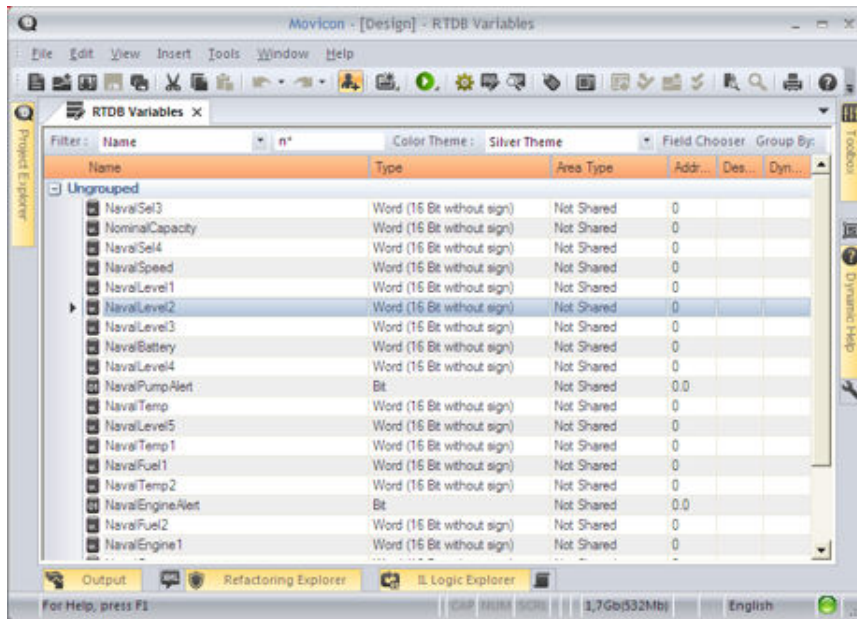 Movicon - [Design] - RTDB Variables
File Edit View Insert Tools Window Help
RTDB Variables X
Project Explorer
Toolbox
Dynamic Help
Filter : Name n* Color Theme : Silver Theme Field Chooser Group By:
Name Type Area Type Addr... Des... Dyn...
Ungrouped
NavalSel3 Word (16 Bit without sign) Not Shared 0
NominalCapacity Word (16 Bit without sign) Not Shared 0
NavalSel4 Word (16 Bit without sign) Not Shared 0
NavalSpeed Word (16 Bit without sign) Not Shared 0
NavalLevel1 Word (16 Bit without sign) Not Shared 0
NavalLevel2 Word (16 Bit without sign) Not Shared 0
NavalLevel3 Word (16 Bit without sign) Not Shared 0
NavalBattery Word (16 Bit without sign) Not Shared 0
NavalLevel4 Word (16 Bit without sign) Not Shared 0
NavalPumpAlert Bit Not Shared 0.0
NavalTemp Word (16 Bit without sign) Not Shared 0
NavalLevel5 Word (16 Bit without sign) Not Shared 0
NavalTemp1 Word (16 Bit without sign) Not Shared 0
NavalFuel1 Word (16 Bit without sign) Not Shared 0
NavalTemp2 Word (16 Bit without sign) Not Shared 0
NavalEngineAlert Bit Not Shared 0.0
NavalFuel2 Word (16 Bit without sign) Not Shared 0
NavalEngine1 Word (16 Bit without sign) Not Shared 0
Output Refactoring Explorer IL Logic Explorer
For Help, press F1 CAP NUM SCRL 1,7Gb(532Mb) English